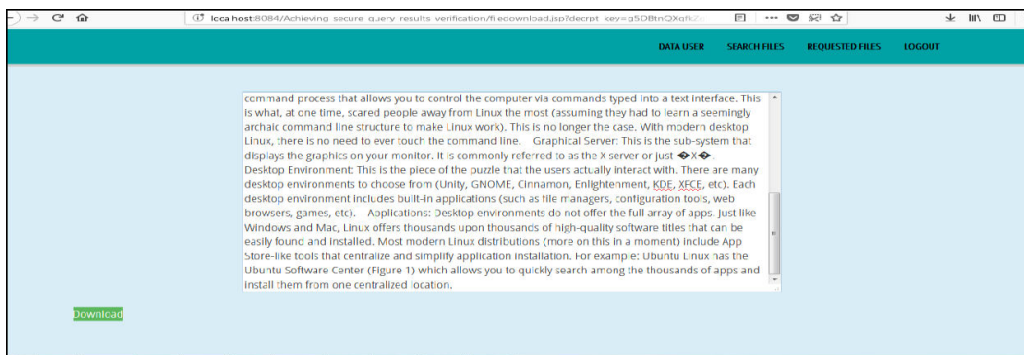 localhost:8084/Achieving secure query results verification/filedownload.jsp?decrpt_key=
DATA USER SEARCH FILES REQUESTED FILES LOGOUT
command process that allows you to control the computer via commands typed into a text interface. This
is what, at one time, scared people away from Linux the most (assuming they had to learn a seemingly
archaic command line structure to make Linux work). This is no longer the case. With modern desktop
Linux, there is no need to ever touch the command line. Graphical Server: This is the sub-system that
displays the graphics on your monitor. It is commonly referred to as the X server or just �X�.
Desktop Environment: This is the piece of the puzzle that the users actually interact with. There are many
desktop environments to choose from (Unity, GNOME, Cinnamon, Enlightenment, KDE, XFCE, etc). Each
desktop environment includes built-in applications (such as file managers, configuration tools, web
browsers, games, etc). Applications: Desktop environments do not offer the full array of apps. Just like
Windows and Mac, Linux offers thousands upon thousands of high-quality software titles that can be
easily found and installed. Most modern Linux distributions (more on this in a moment) include App
Store-like tools that centralize and simplify application installation. For example: Ubuntu Linux has the
Ubuntu Software Center (Figure 1) which allows you to quickly search among the thousands of apps and
install them from one centralized location.
Download